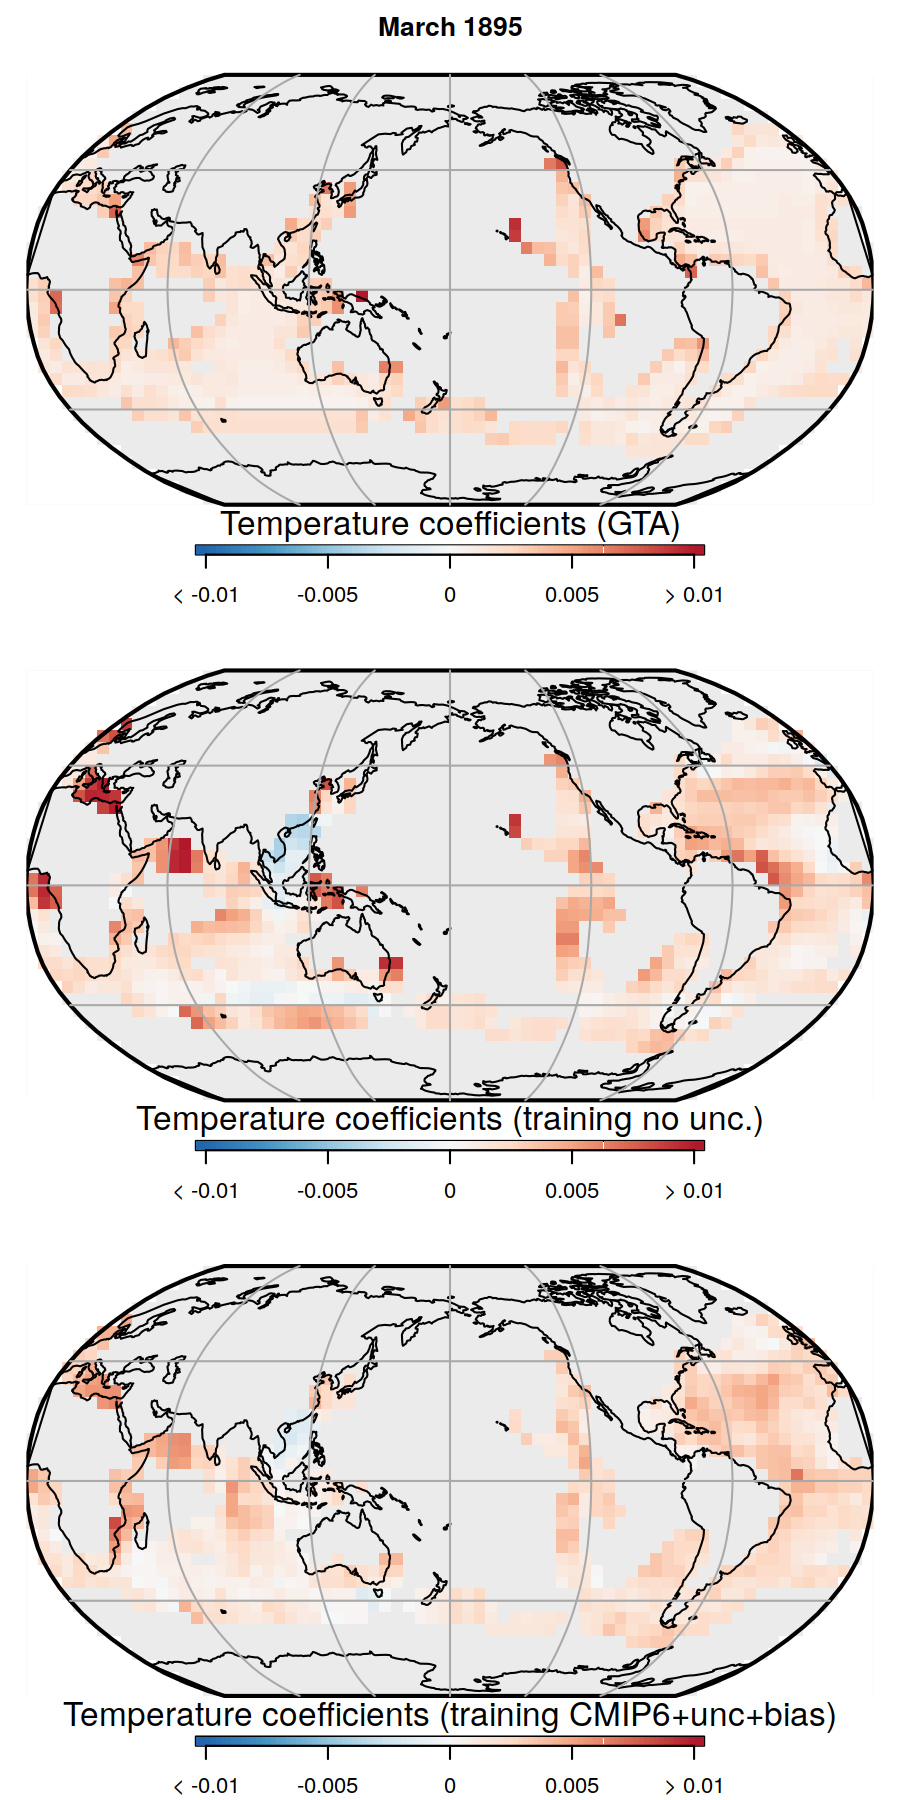 March 1895
Temperature coefficients (GTA)
< -0.01 -0.005 0 0.005 > 0.01
Temperature coefficients (training no unc.)
< -0.01 -0.005 0 0.005 > 0.01
Temperature coefficients (training CMIP6+unc+bias)
< -0.01 -0.005 0 0.005 > 0.01